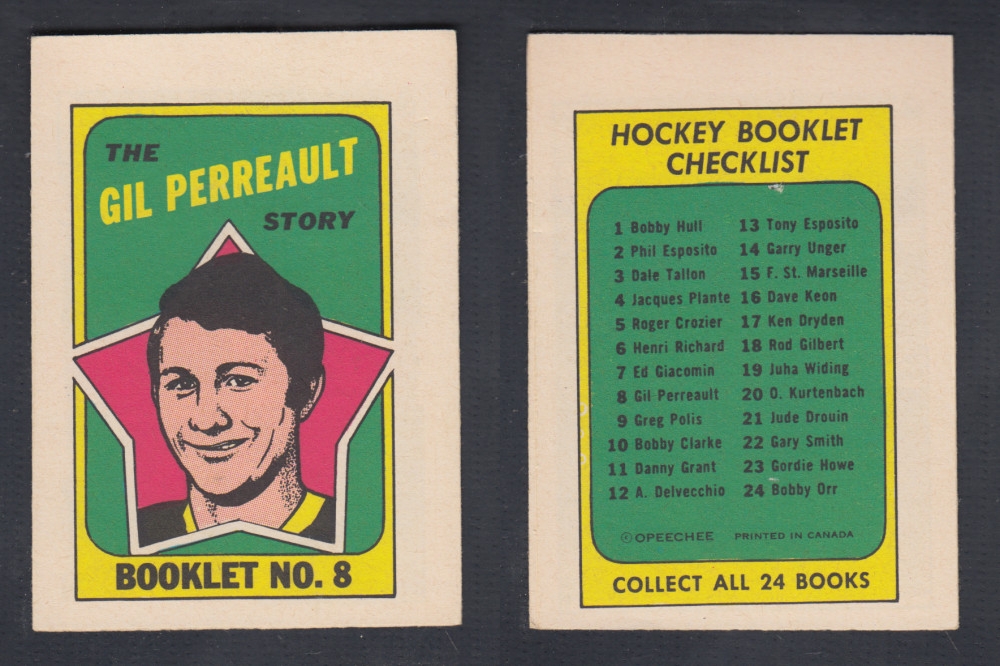 THE
GIL PERREAULT
STORY
BOOKLET NO. 8
HOCKEY BOOKLET
CHECKLIST
1 Bobby Hull
2 Phil Esposito
3 Dale Tallon
4 Jacques Plante
5 Roger Crozier
6 Henri Richard
7 Ed Giacomin
8 Gil Perreault
9 Greg Polis
10 Bobby Clarke
11 Danny Grant
12 A. Delvecchio
13 Tony Esposito
14 Garry Unger
15 F. St. Marseille
16 Dave Keon
17 Ken Dryden
18 Rod Gilbert
19 Juha Widing
20 O. Kurtenbach
21 Jude Drouin
22 Gary Smith
23 Gordie Howe
24 Bobby Orr
©OPEECHEE PRINTED IN CANADA
COLLECT ALL 24 BOOKS